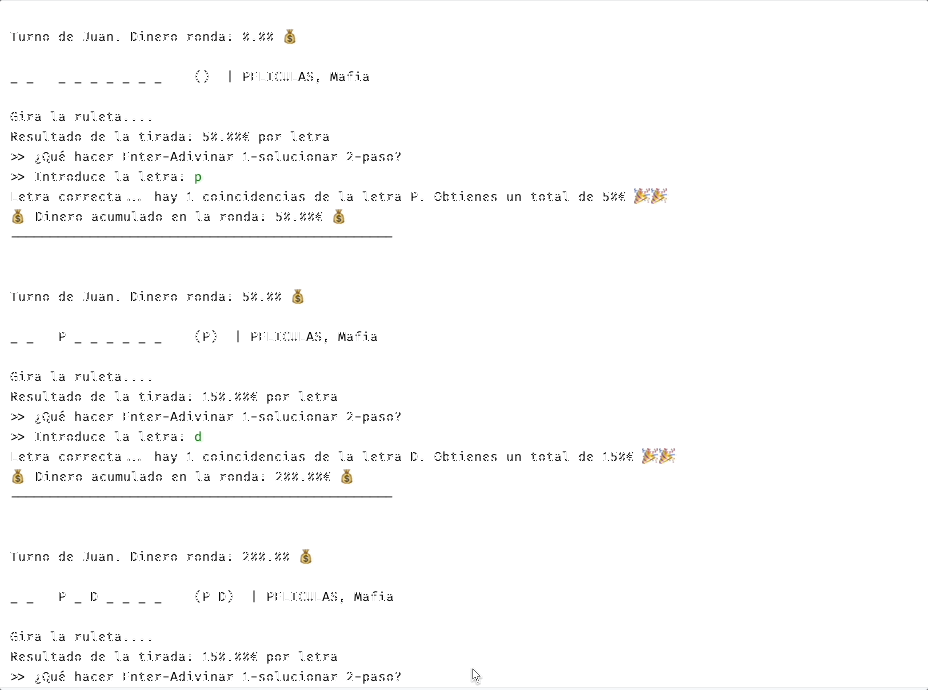 Turno de Juan. Dinero ronda: 0.00 💰
_ _   _ _ _ _ _ _ _    ()  | PELICULAS, Mafia
Gira la ruleta....
Resultado de la tirada: 50.00€ por letra
>> ¿Qué hacer Enter-Adivinar 1-solucionar 2-paso?
>> Introduce la letra: p
Letra correcta... hay 1 coincidencias de la letra P. Obtienes un total de 50€ 🎉🎉
💰 Dinero acumulado en la ronda: 50.00€ 💰
_______________________________________________
Turno de Juan. Dinero ronda: 50.00 💰
_ _   P _ _ _ _ _ _    (P)  | PELICULAS, Mafia
Gira la ruleta....
Resultado de la tirada: 150.00€ por letra
>> ¿Qué hacer Enter-Adivinar 1-solucionar 2-paso?
>> Introduce la letra: d
Letra correcta... hay 1 coincidencias de la letra D. Obtienes un total de 150€ 🎉🎉
💰 Dinero acumulado en la ronda: 200.00€ 💰
_______________________________________________
Turno de Juan. Dinero ronda: 200.00 💰
_ _   P _ D _ _ _ _    (P D)  | PELICULAS, Mafia
Gira la ruleta....
Resultado de la tirada: 150.00€ por letra
>> ¿Qué hacer Enter-Adivinar 1-solucionar 2-paso?